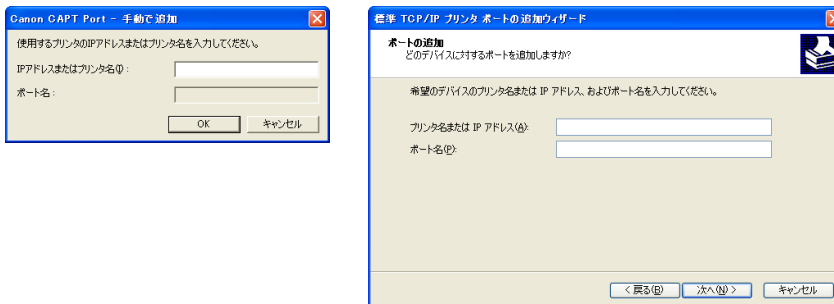 Canon CAPT Port - 手動で追加
使用するプリンタのIPアドレスまたはプリンタ名を入力してください。
IPアドレスまたはプリンタ名(I) :
ポート名 :
OK
キャンセル
標準 TCP/IP プリンタ ポートの追加ウィザード
ポートの追加
どのデバイスに対するポートを追加しますか?
希望のデバイスのプリンタ名または IP アドレス、およびポート名を入力してください。
プリンタ名または IP アドレス(A):
ポート名(P):
< 戻る(B)
次へ(N) >
キャンセル